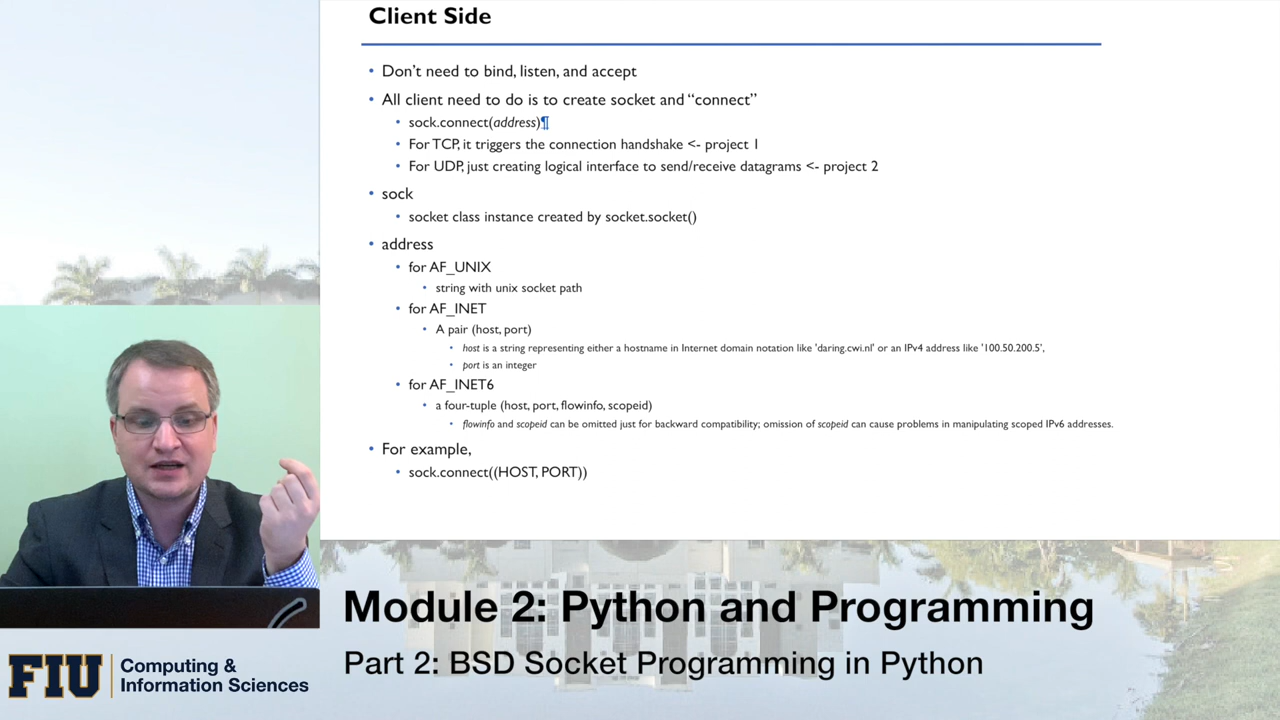 Client Side
• Don’t need to bind, listen, and accept
• All client need to do is to create socket and “connect”
• sock.connect(address)¶
• For TCP, it triggers the connection handshake <- project 1
• For UDP, just creating logical interface to send/receive datagrams <- project 2
• sock
• socket class instance created by socket.socket()
• address
• for AF_UNIX
• string with unix socket path
• for AF_INET
• A pair (host, port)
• host is a string representing either a hostname in Internet domain notation like 'daring.cwi.nl' or an IPv4 address like '100.50.200.5',
• port is an integer
• for AF_INET6
• a four-tuple (host, port, flowinfo, scopeid)
• flowinfo and scopeid can be omitted just for backward compatibility; omission of scopeid can cause problems in manipulating scoped IPv6 addresses.
• For example,
• sock.connect((HOST, PORT))
Module 2: Python and Programming
Part 2: BSD Socket Programming in Python
FIU
Computing &
Information Sciences